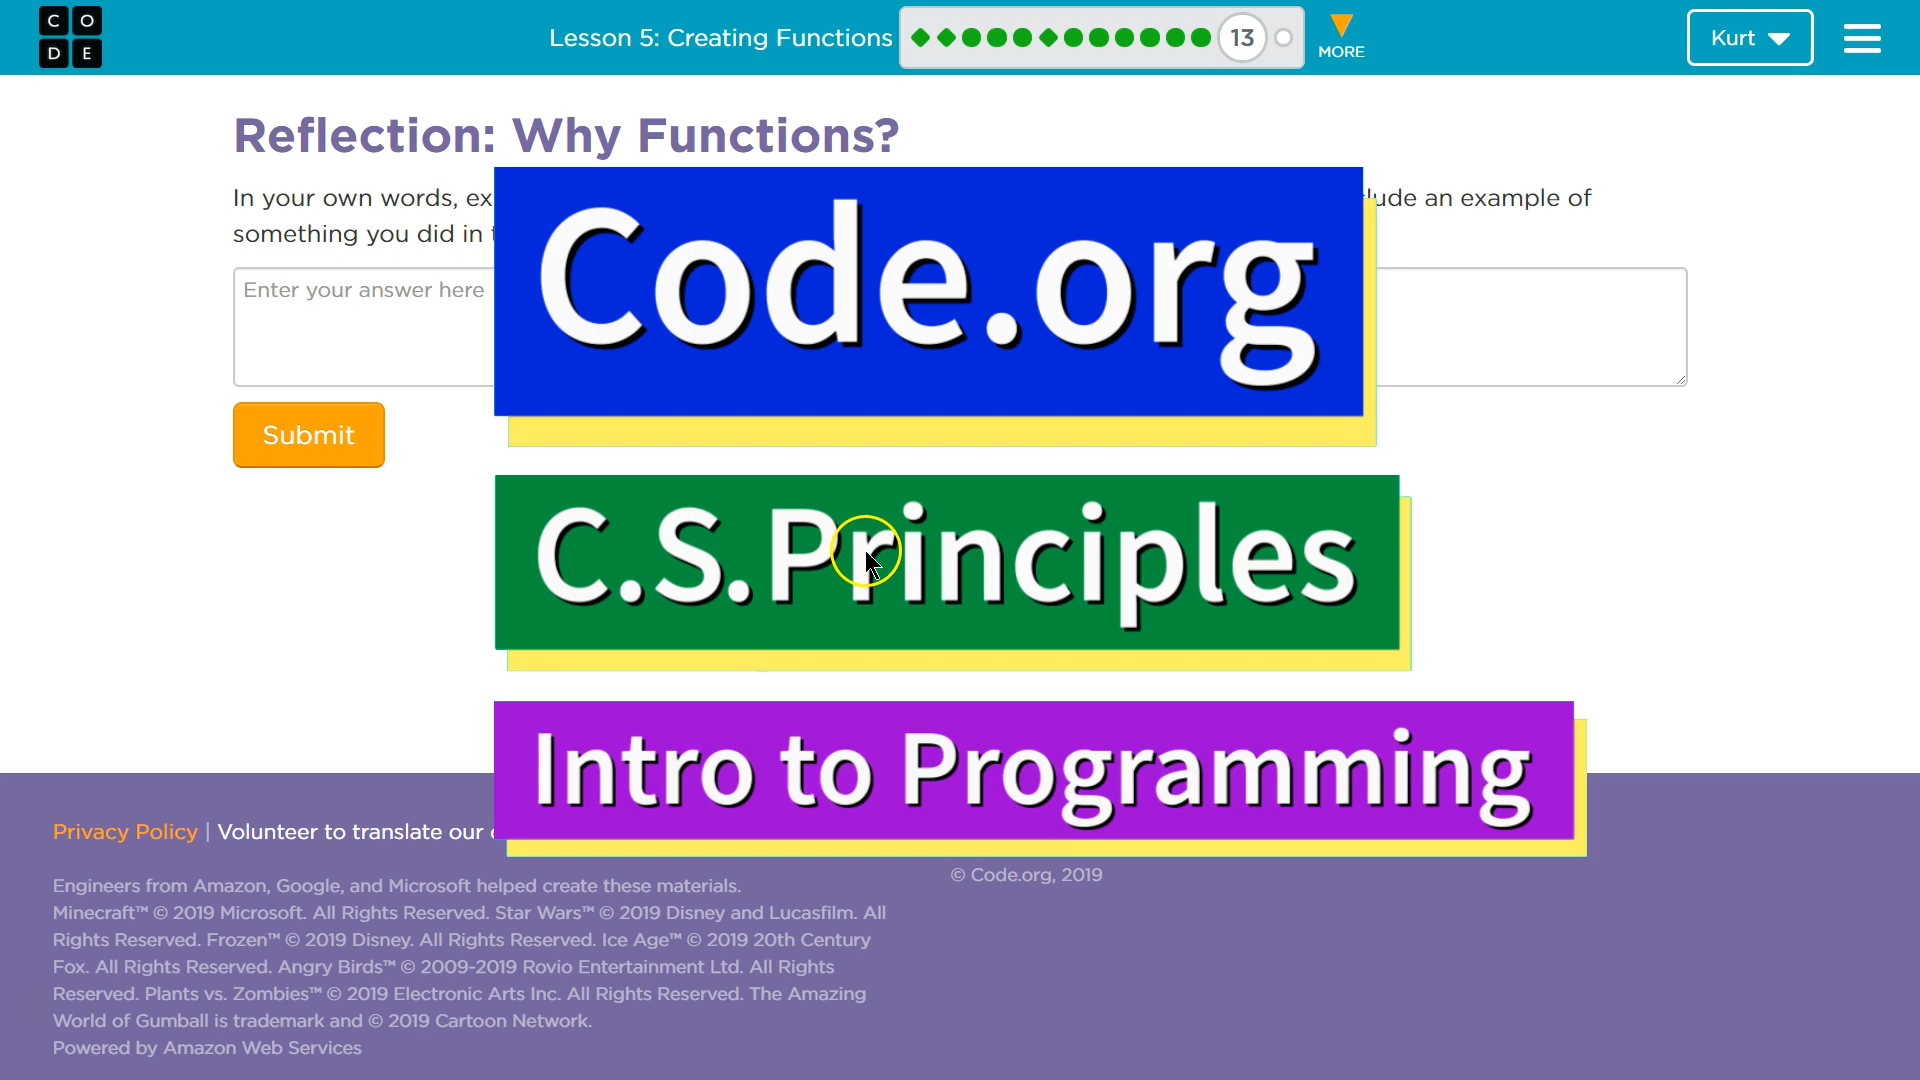 C O
D E
Lesson 5: Creating Functions
13
MORE
Kurt
Reflection: Why Functions?
In your own words, ex
lude an example of
something you did in
Enter your answer here
Submit
Code.org
C.S.Principles
Intro to Programming
Privacy Policy | Volunteer to translate our
© Code.org, 2019
Engineers from Amazon, Google, and Microsoft helped create these materials.
Minecraft™ © 2019 Microsoft. All Rights Reserved. Star Wars™ © 2019 Disney and Lucasfilm. All
Rights Reserved. Frozen™ © 2019 Disney. All Rights Reserved. Ice Age™ © 2019 20th Century
Fox. All Rights Reserved. Angry Birds™ © 2009-2019 Rovio Entertainment Ltd. All Rights
Reserved. Plants vs. Zombies™ © 2019 Electronic Arts Inc. All Rights Reserved. The Amazing
World of Gumball is trademark and © 2019 Cartoon Network.
Powered by Amazon Web Services